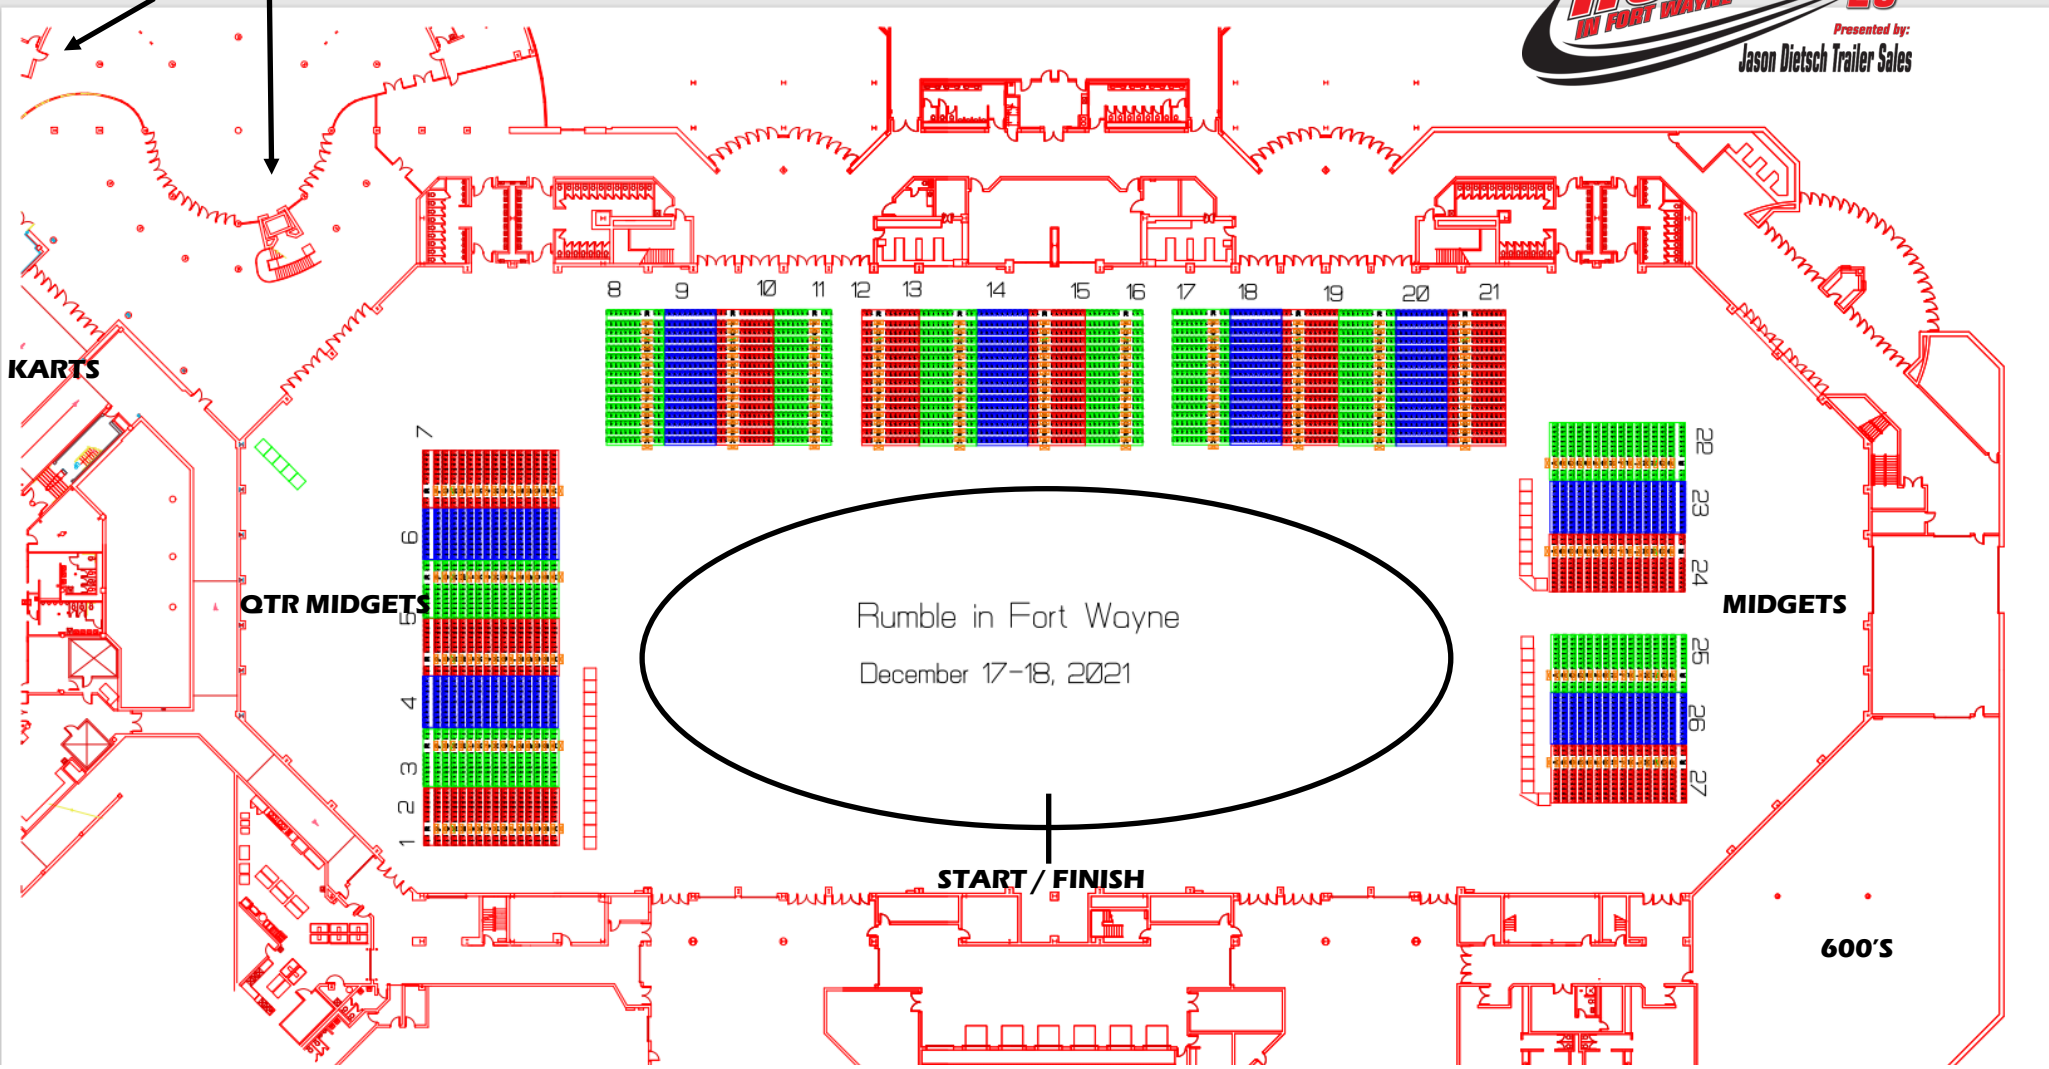 IN FORT WAYNE
Presented by:
Jason Dietsch Trailer Sales
8 9 10 11 12 13 14 15 16 17 18 19 20 21
KARTS
7
22
6
23
24
QTR MIDGETS
MIDGETS
5
Rumble in Fort Wayne
25
December 17-18, 2021
4
26
3
27
2
1
START / FINISH
600'S